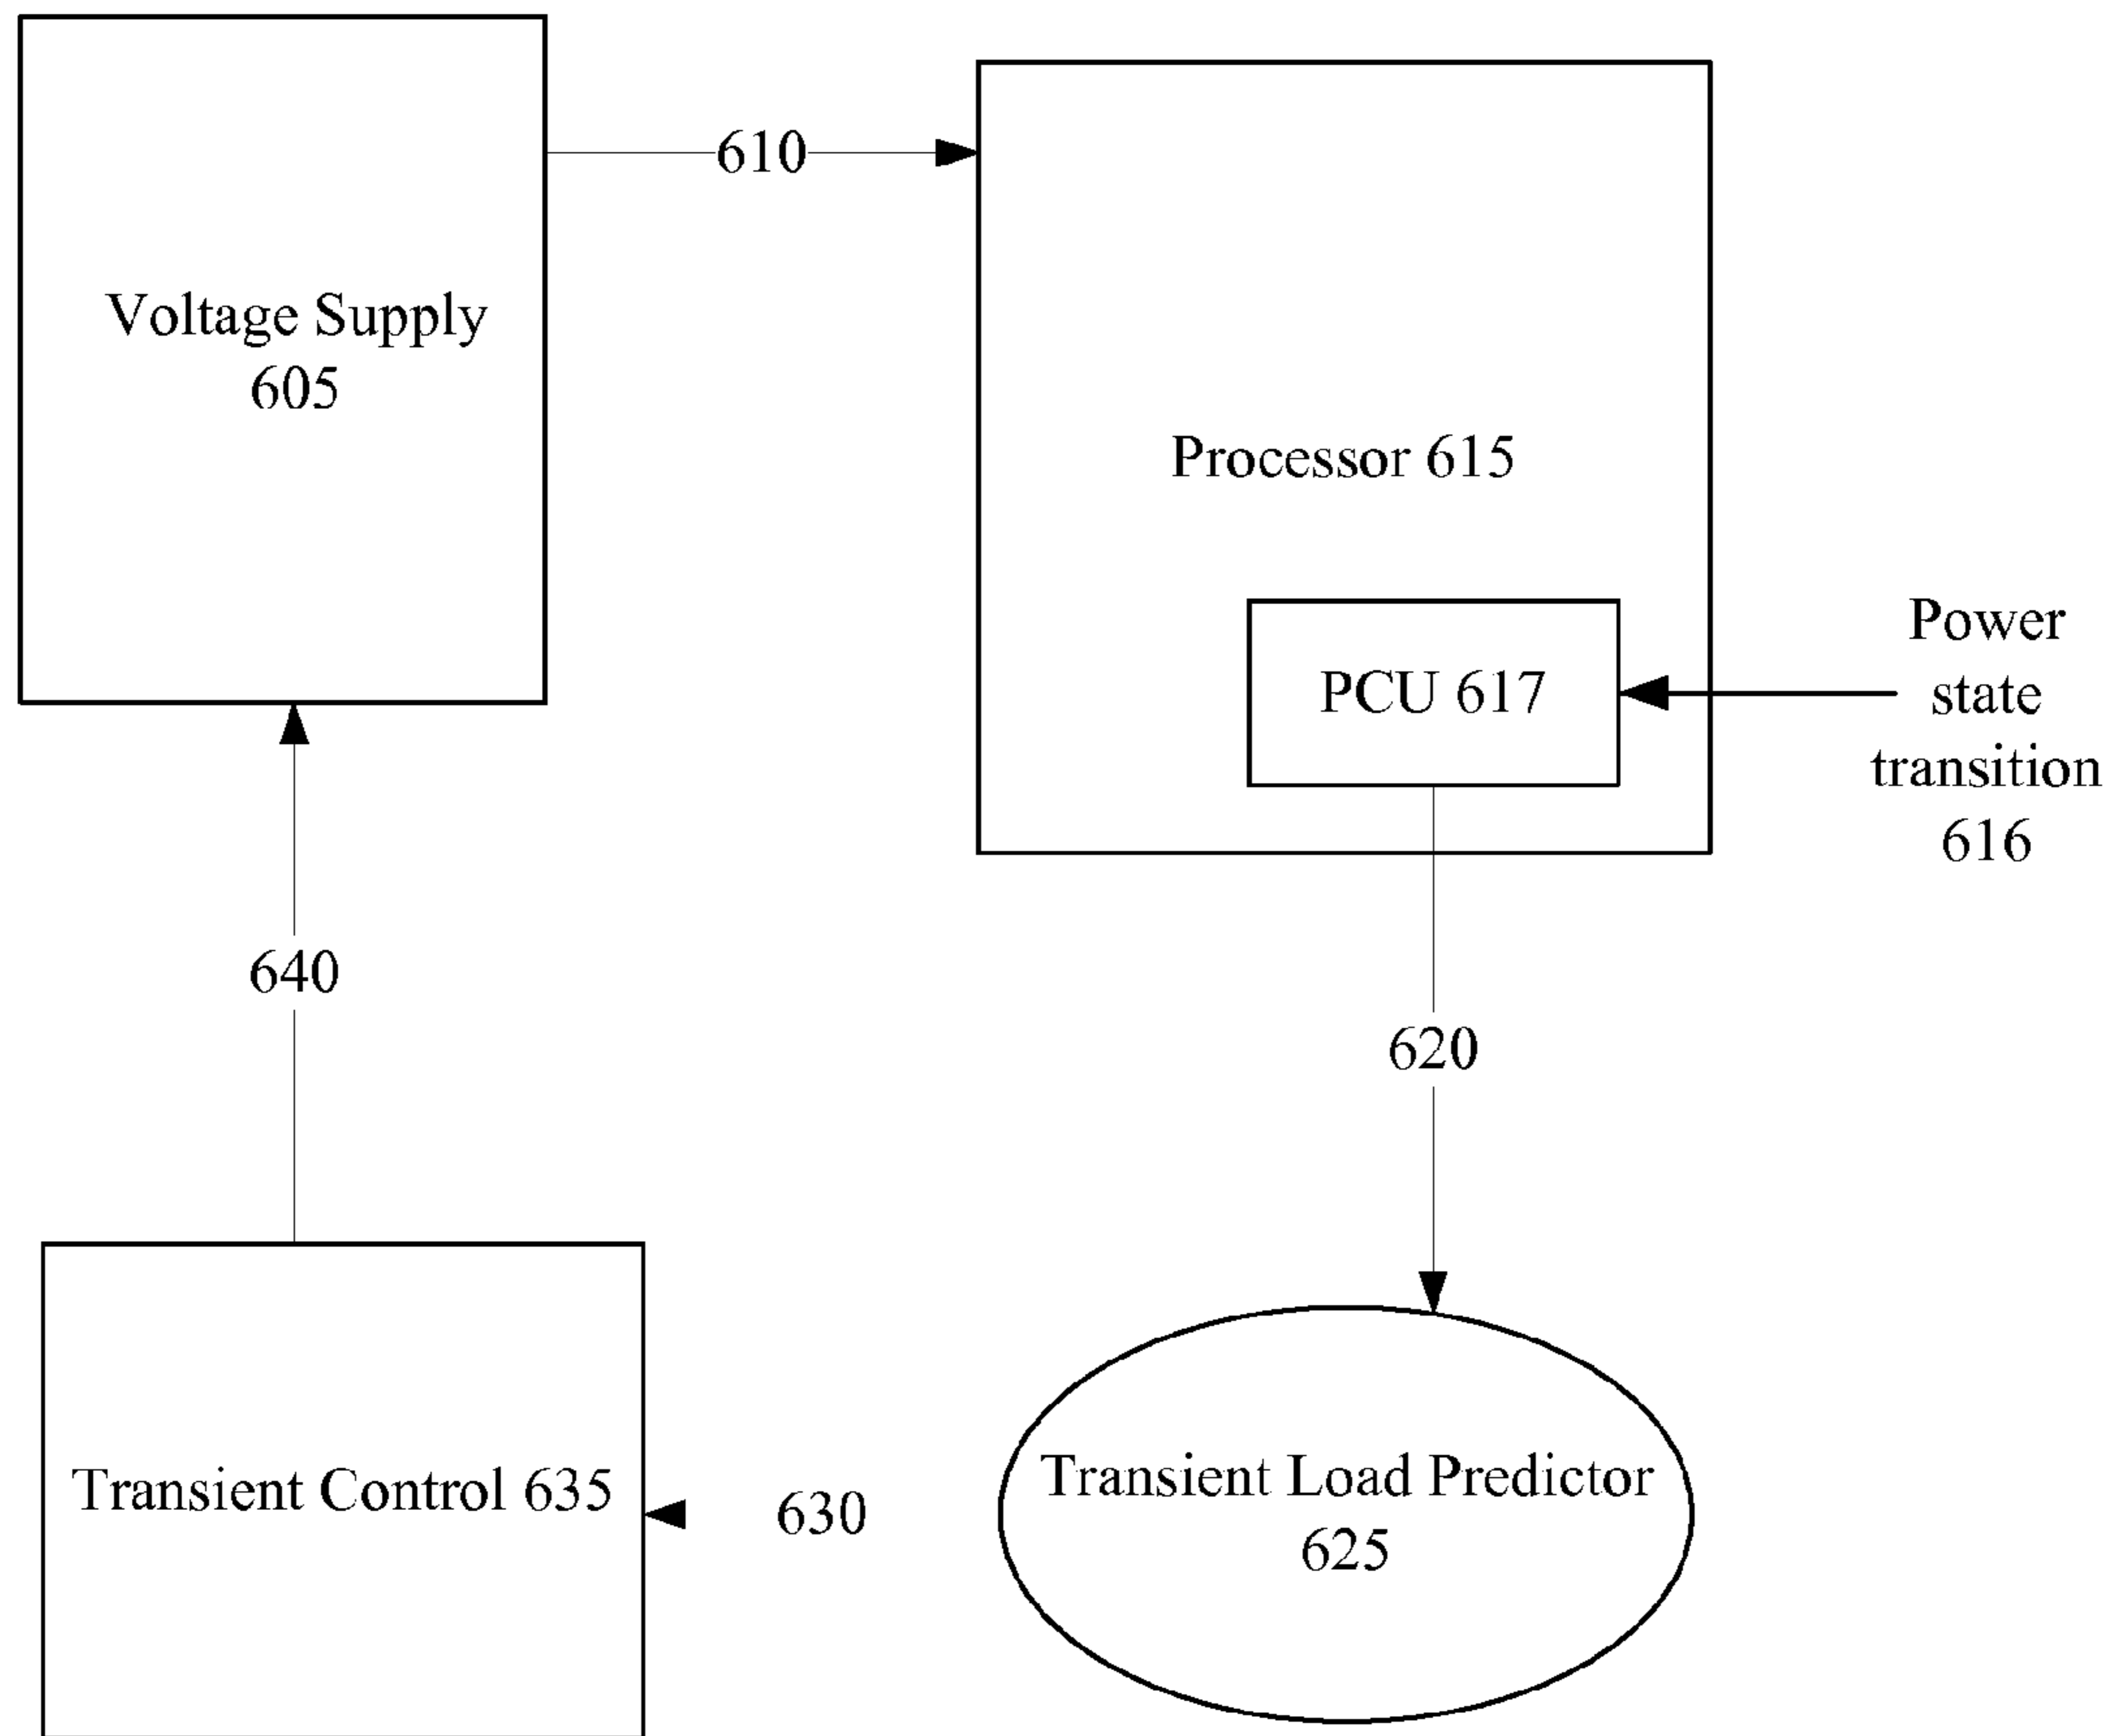 610
Voltage Supply
605
Processor 615
PCU 617
Power
state
transition
616
640
620
Transient Control 635
630
Transient Load Predictor
625